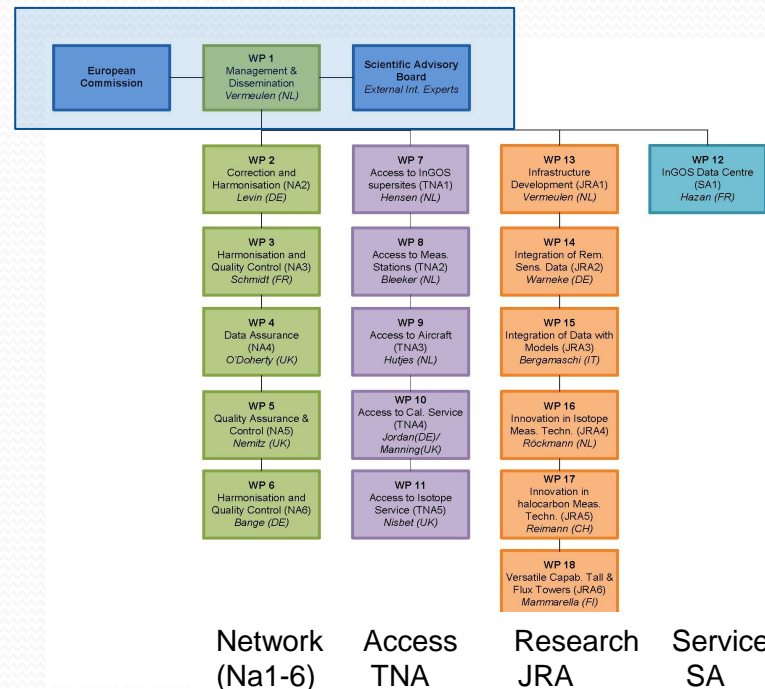 European
Commission
WP 1
Management &
Dissemination
Vermeulen (NL)
Scientific Advisory
Board
External Int. Experts
WP 2
Correction and
Harmonisation (NA2)
Levin (DE)
WP 3
Harmonisation and
Quality Control (NA3)
Schmidt (FR)
WP 4
Data Assurance
(NA4)
O'Doherty (UK)
WP 5
Quality Assurance &
Control (NA5)
Nemitz (UK)
WP 6
Harmonisation and
Quality Control (NA6)
Bange (DE)
WP 7
Access to InGOS
supersites (TNA1)
Hensen (NL)
WP 8
Access to Meas.
Stations (TNA2)
Bleeker (NL)
WP 9
Access to Aircraft
(TNA3)
Hutjes (NL)
WP 10
Access to Cal. Service
(TNA4)
Jordan(DE)/
Manning(UK)
WP 11
Access to Isotope
Service (TNA5)
Nisbet (UK)
WP 13
Infrastructure
Development (JRA1)
Vermeulen (NL)
WP 14
Integration of Rem.
Sens. Data (JRA2)
Warneke (DE)
WP 15
Integration of Data with
Models (JRA3)
Bergamaschi (IT)
WP 16
Innovation in Isotope
Meas. Techn. (JRA4)
Röckmann (NL)
WP 17
Innovation in
halocarbon Meas.
Techn. (JRA5)
Reimann (CH)
WP 18
Versatile Capab. Tall &
Flux Towers (JRA6)
Mammarella (FI)
WP 12
InGOS Data Centre
(SA1)
Hazan (FR)
Network
(Na1-6)
Access
TNA
Research
JRA
Service
SA